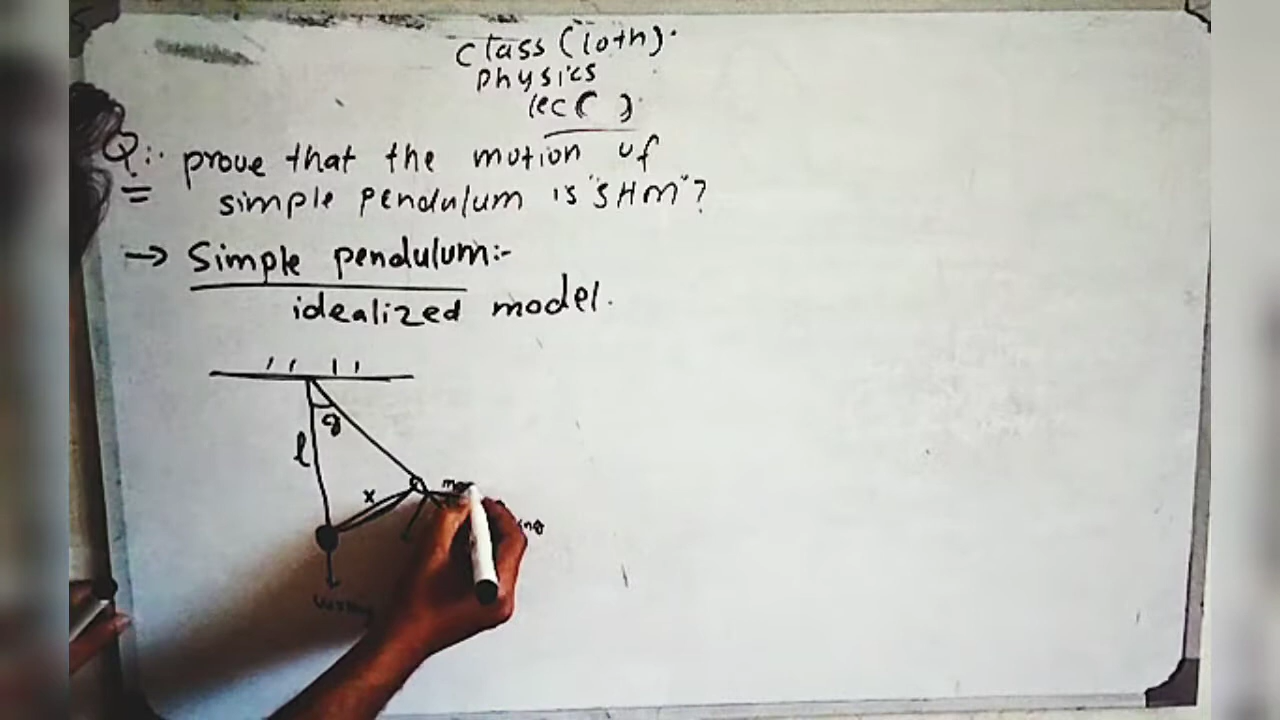 Class (10th).
Physics
lec( )
Q:. prove that the motion of
simple pendulum is "SHM"?
→ Simple pendulum:-
idealized model.
θ
l
x